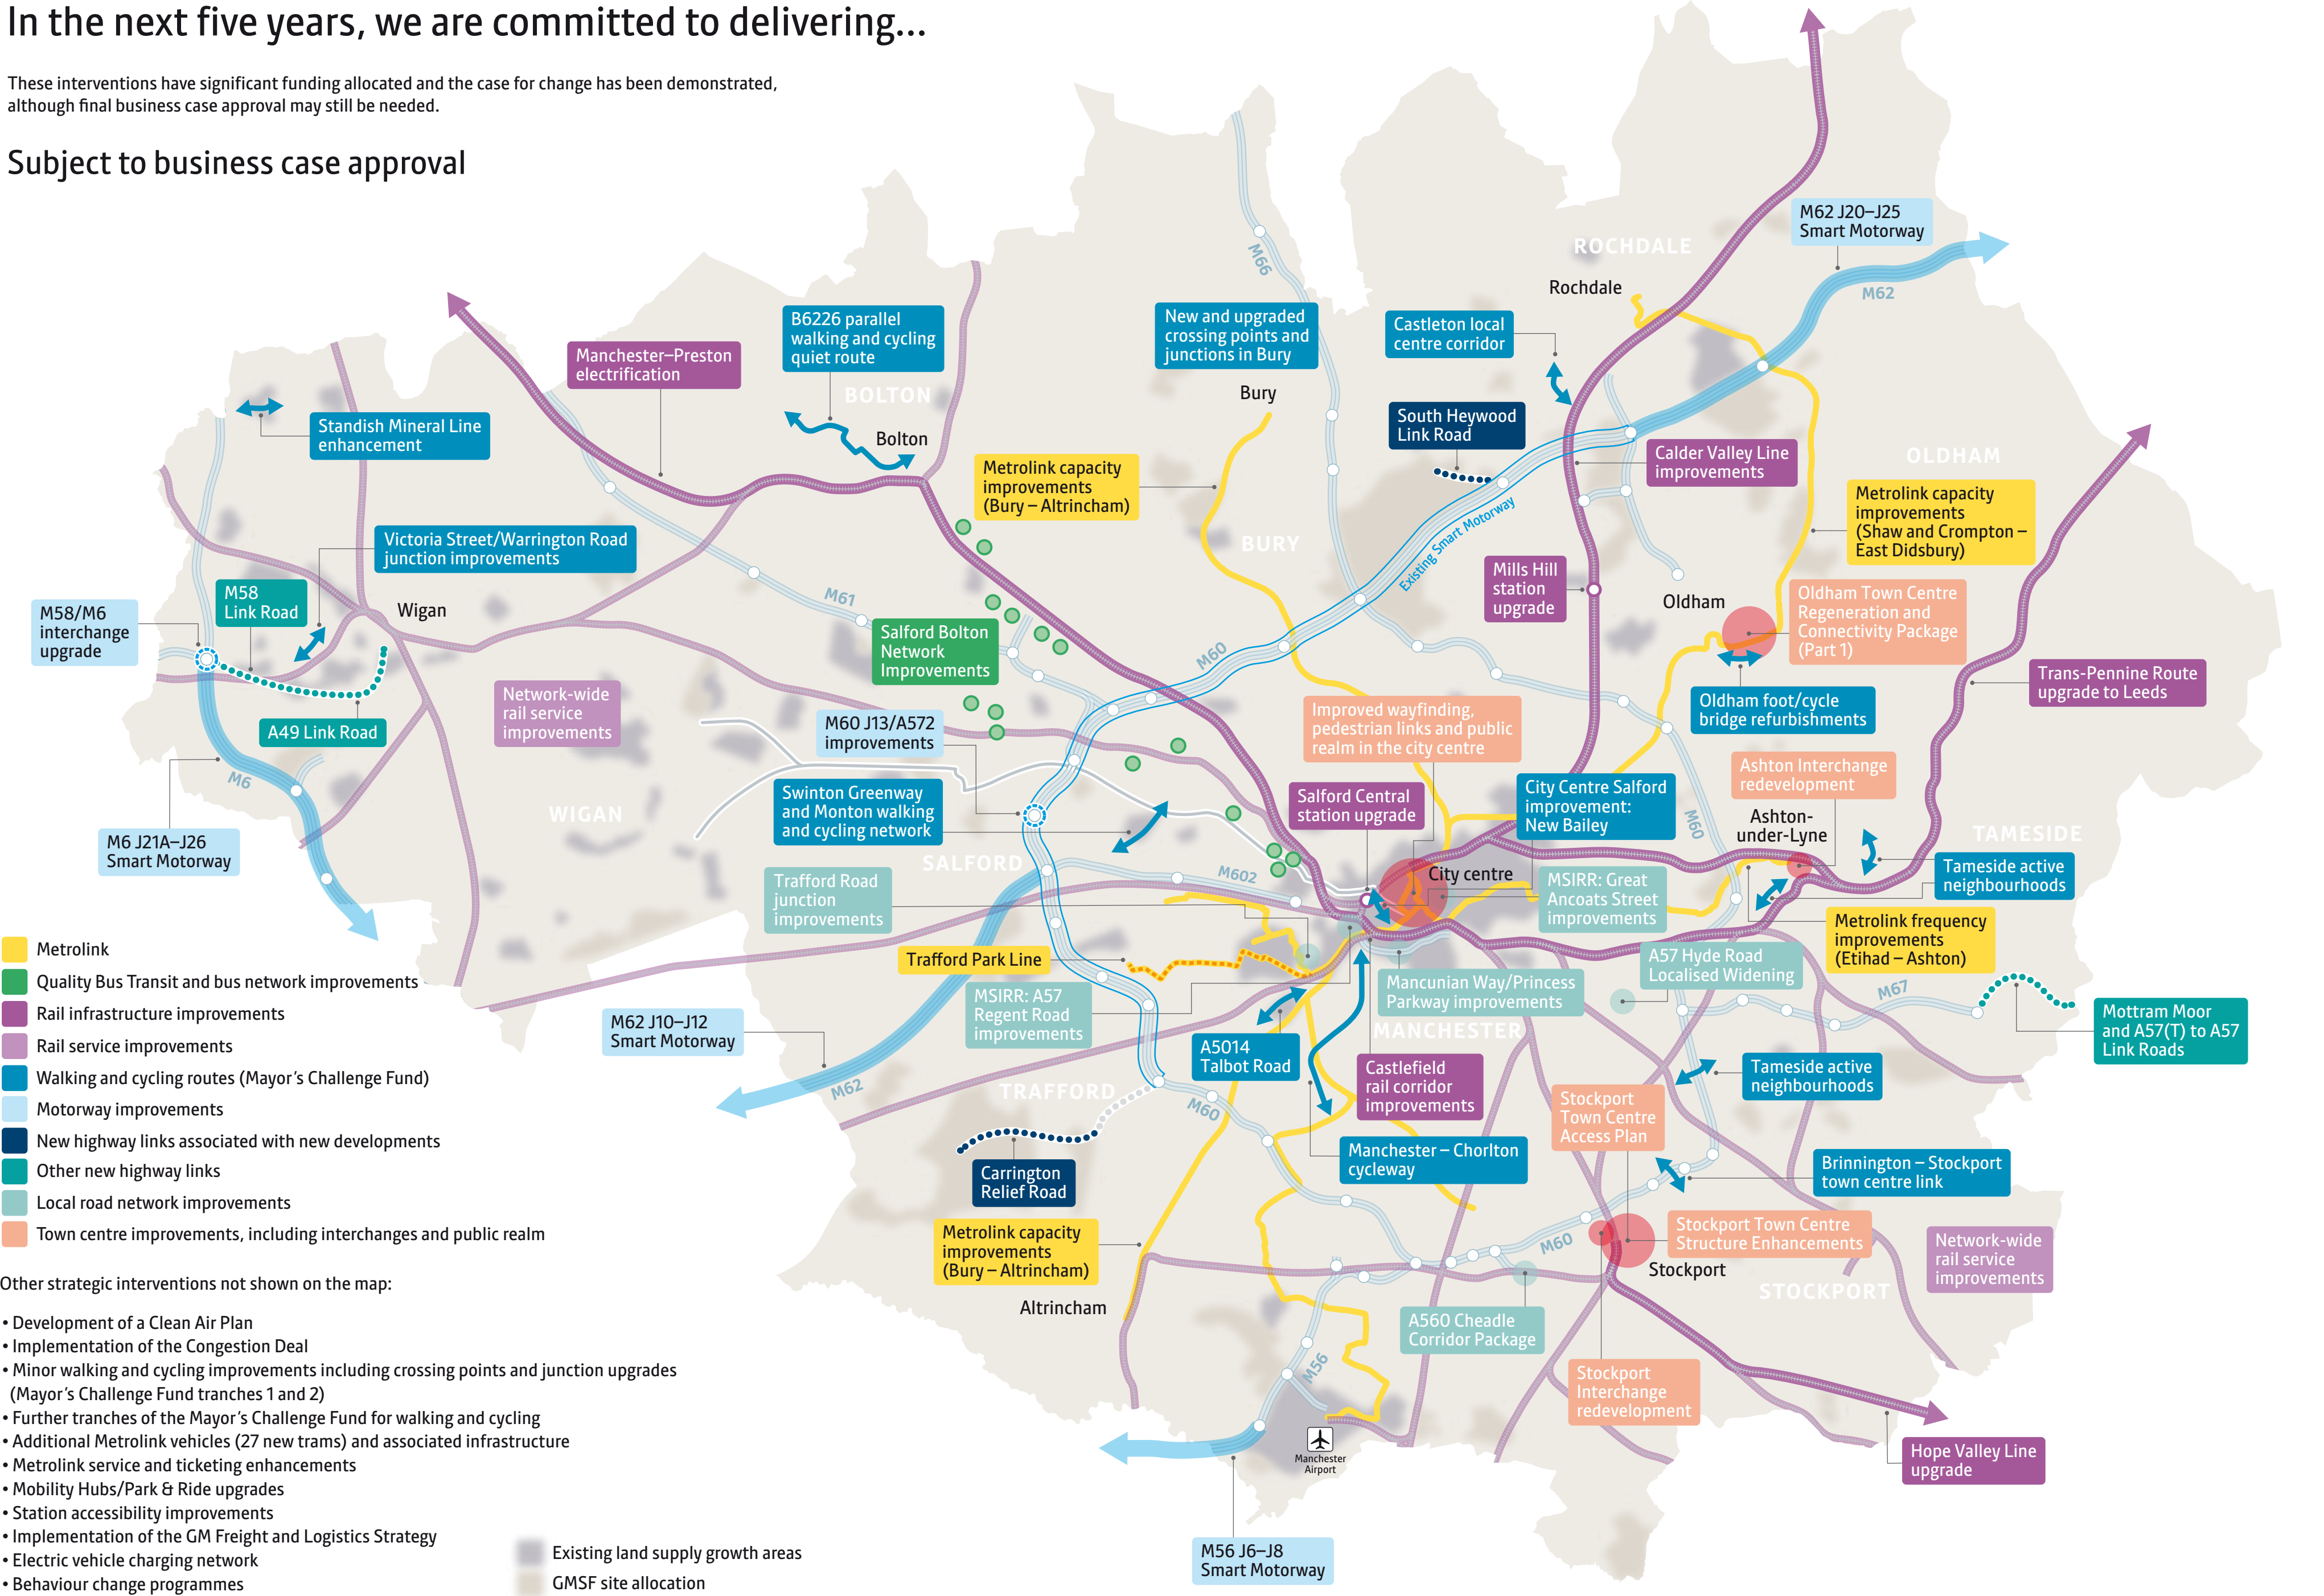 In the next five years, we are committed to delivering...
These interventions have significant funding allocated and the case for change has been demonstrated,
although final business case approval may still be needed.
Subject to business case approval
M62 J20–J25
Smart Motorway
ROCHDALE
Rochdale
M62
M66
B6226 parallel
walking and cycling
quiet route
New and upgraded
crossing points and
junctions in Bury
Castleton local
centre corridor
Manchester–Preston
electrification
BOLTON
Bolton
Bury
Standish Mineral Line
enhancement
South Heywood
Link Road
Calder Valley Line
improvements
OLDHAM
Metrolink capacity
improvements
(Bury – Altrincham)
Metrolink capacity
improvements
(Shaw and Crompton –
East Didsbury)
Existing Smart Motorway
BURY
Victoria Street/Warrington Road
junction improvements
Mills Hill
station
upgrade
M58
Link Road
M58/M6
interchange
upgrade
Wigan
M61
Salford Bolton
Network
Improvements
M60
Oldham
Oldham Town Centre
Regeneration and
Connectivity Package
(Part 1)
Trans-Pennine Route
upgrade to Leeds
Network-wide
rail service
improvements
A49 Link Road
M60 J13/A572
improvements
Improved wayfinding,
pedestrian links and public
realm in the city centre
Oldham foot/cycle
bridge refurbishments
M6
Swinton Greenway
and Monton walking
and cycling network
Salford Central
station upgrade
City Centre Salford
improvement:
New Bailey
Ashton Interchange
redevelopment
M60
Ashton-
under-Lyne
WIGAN
M6 J21A–J26
Smart Motorway
SALFORD
TAMESIDE
Tameside active
neighbourhoods
Trafford Road
junction
improvements
M602
City centre
MSIRR: Great
Ancoats Street
improvements
Metrolink frequency
improvements
(Etihad – Ashton)
Trafford Park Line
A57 Hyde Road
Localised Widening
MSIRR: A57
Regent Road
improvements
Mancunian Way/Princess
Parkway improvements
M67
MANCHESTER
Mottram Moor
and A57(T) to A57
Link Roads
M62 J10–J12
Smart Motorway
A5014
Talbot Road
Castlefield
rail corridor
improvements
Tameside active
neighbourhoods
M62
TRAFFORD
M60
Stockport
Town Centre
Access Plan
Manchester – Chorlton
cycleway
Brinnington – Stockport
town centre link
Carrington
Relief Road
Metrolink capacity
improvements
(Bury – Altrincham)
M60
Stockport Town Centre
Structure Enhancements
Network-wide
rail service
improvements
Stockport
STOCKPORT
Altrincham
A560 Cheadle
Corridor Package
M56
Stockport
Interchange
redevelopment
Manchester
Airport
Hope Valley Line
upgrade
M56 J6–J8
Smart Motorway
Metrolink
Quality Bus Transit and bus network improvements
Rail infrastructure improvements
Rail service improvements
Walking and cycling routes (Mayor’s Challenge Fund)
Motorway improvements
New highway links associated with new developments
Other new highway links
Local road network improvements
Town centre improvements, including interchanges and public realm
Other strategic interventions not shown on the map:
• Development of a Clean Air Plan
• Implementation of the Congestion Deal
• Minor walking and cycling improvements including crossing points and junction upgrades
(Mayor’s Challenge Fund tranches 1 and 2)
• Further tranches of the Mayor’s Challenge Fund for walking and cycling
• Additional Metrolink vehicles (27 new trams) and associated infrastructure
• Metrolink service and ticketing enhancements
• Mobility Hubs/Park & Ride upgrades
• Station accessibility improvements
• Implementation of the GM Freight and Logistics Strategy
• Electric vehicle charging network
• Behaviour change programmes
Existing land supply growth areas
GMSF site allocation